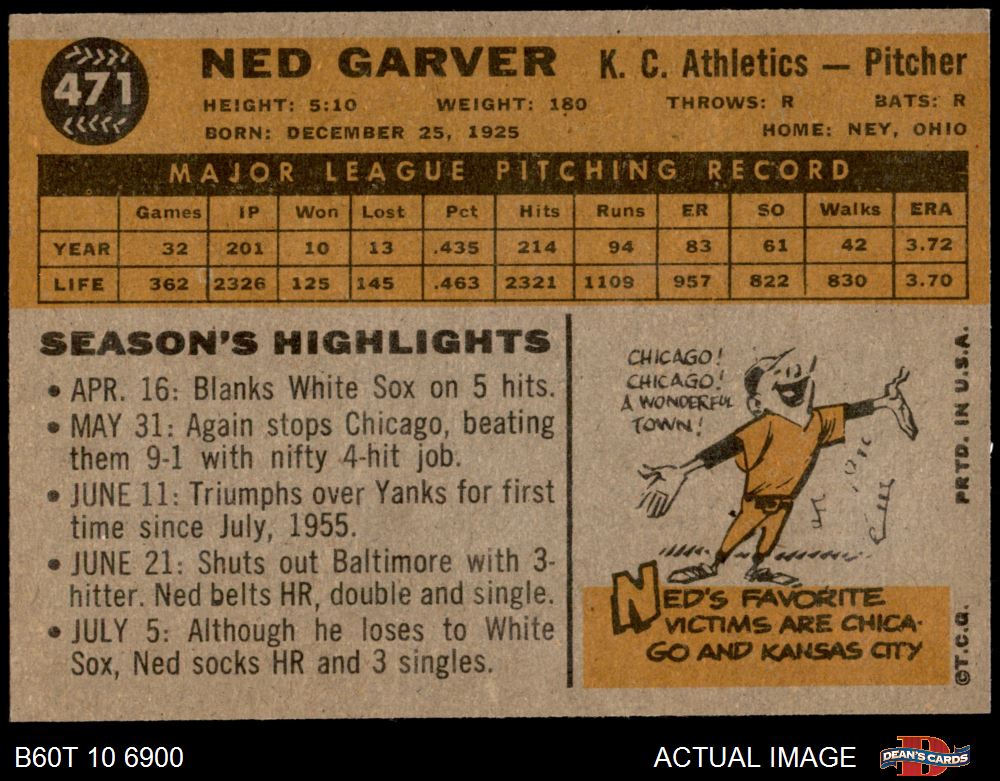 471
NED GARVER K. C. Athletics — Pitcher
HEIGHT: 5:10 WEIGHT: 180 THROWS: R BATS: R
BORN: DECEMBER 25, 1925 HOME: NEY, OHIO
MAJOR LEAGUE PITCHING RECORD
Games IP Won Lost Pct Hits Runs ER SO Walks ERA
YEAR 32 201 10 13 .435 214 94 83 61 42 3.72
LIFE 362 2326 125 145 .463 2321 1109 957 822 830 3.70
SEASON'S HIGHLIGHTS
• APR. 16: Blanks White Sox on 5 hits.
• MAY 31: Again stops Chicago, beating
them 9-1 with nifty 4-hit job.
• JUNE 11: Triumphs over Yanks for first
time since July, 1955.
• JUNE 21: Shuts out Baltimore with 3-
hitter. Ned belts HR, double and single.
• JULY 5: Although he loses to White
Sox, Ned socks HR and 3 singles.
CHICAGO!
CHICAGO!
A WONDERFUL
TOWN!
NED'S FAVORITE
VICTIMS ARE CHICA-
GO AND KANSAS CITY
PRTD. IN U.S.A.
©T.C.G.
B60T 10 6900
ACTUAL IMAGE
DEAN'S CARDS